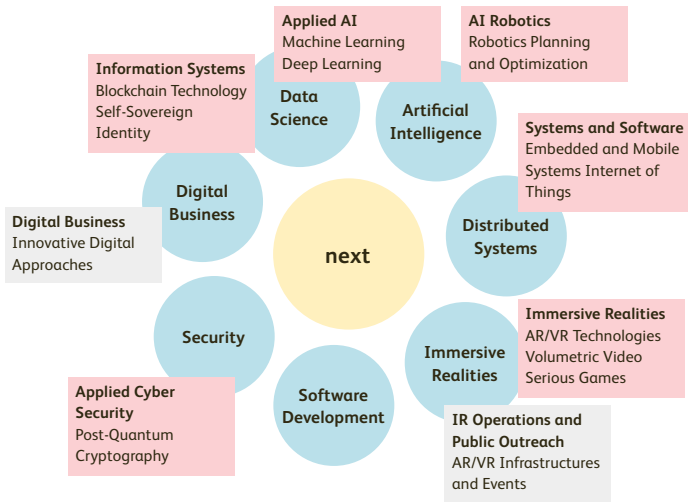 Applied AI
Machine Learning
Deep Learning
AI Robotics
Robotics Planning
and Optimization
Information Systems
Blockchain Technology
Self-Sovereign
Identity
Data
Science
Artificial
Intelligence
Systems and Software
Embedded and Mobile
Systems Internet of
Things
Digital
Business
Digital Business
Innovative Digital
Approaches
Distributed
Systems
next
Security
Immersive Realities
AR/VR Technologies
Volumetric Video
Serious Games
Immersive
Realities
Software
Development
Applied Cyber
Security
Post-Quantum
Cryptography
IR Operations and
Public Outreach
AR/VR Infrastructures
and Events